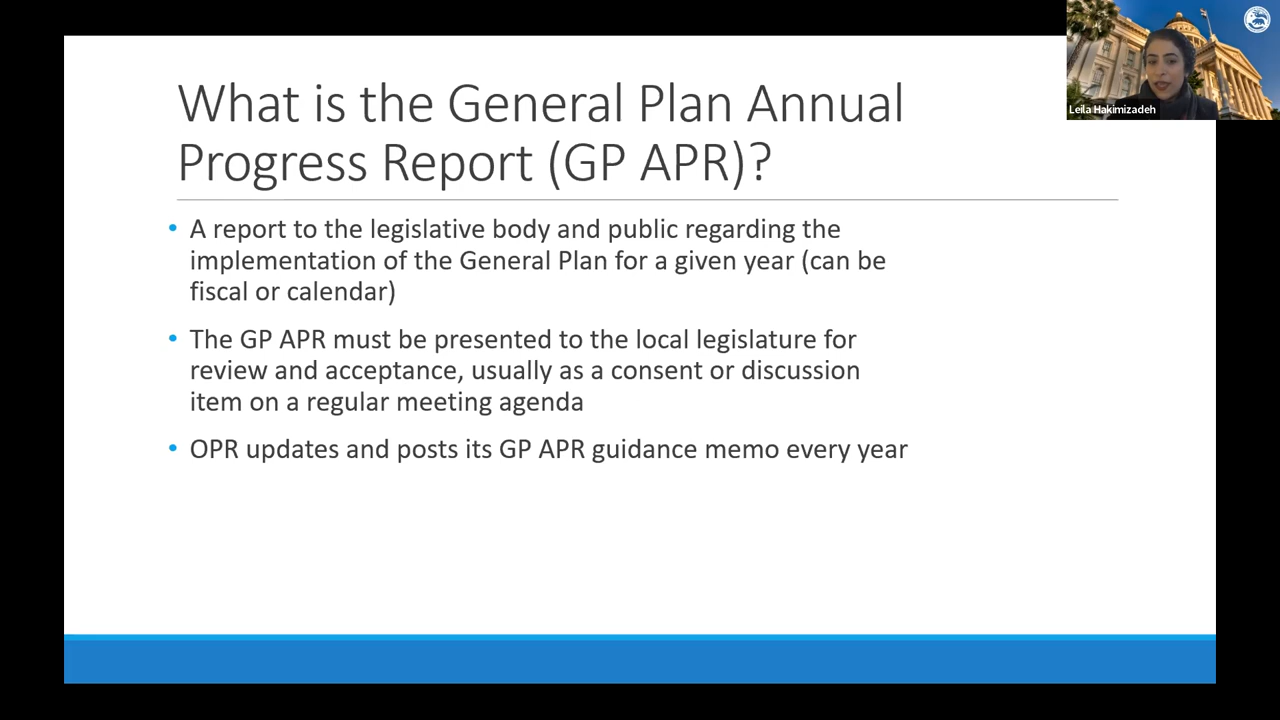 What is the General Plan Annual
Progress Report (GP APR)?
Leila Hakimizadeh
• A report to the legislative body and public regarding the
implementation of the General Plan for a given year (can be
fiscal or calendar)
• The GP APR must be presented to the local legislature for
review and acceptance, usually as a consent or discussion
item on a regular meeting agenda
• OPR updates and posts its GP APR guidance memo every year